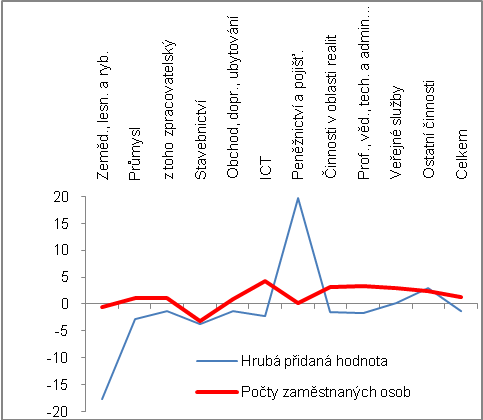 Zeměd., lesn. a ryb.
Průmysl
z toho zpracovatelský
Stavebnictví
Obchod, dopr., ubytování
ICT
Peněžnictví a pojišť.
Činnosti v oblasti realit
Prof., věd., tech. a admin...
Veřejné služby
Ostatní činnosti
Celkem
20
15
10
5
0
-5
-10
-15
-20
Hrubá přidaná hodnota
Počty zaměstnaných osob